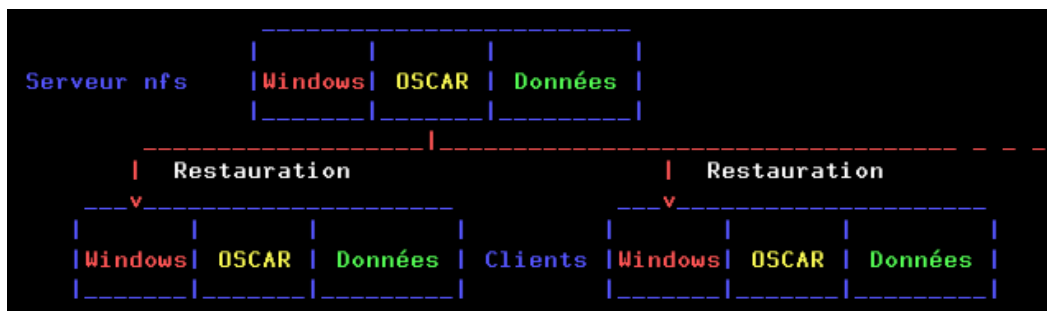 Serveur nfs Windows OSCAR Données
Restauration Restauration
Windows OSCAR Données Clients Windows OSCAR Données